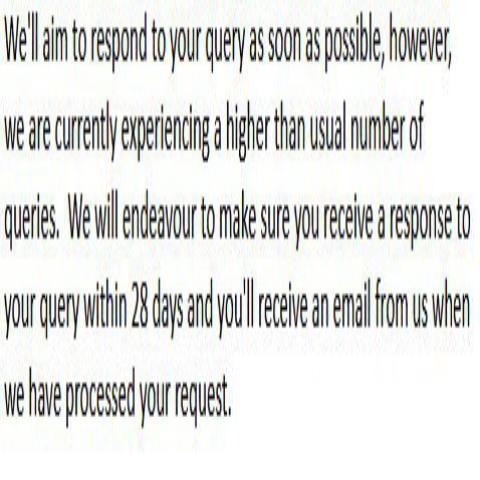 We'll aim to respond to your query as soon as possible, however,
we are currently experiencing a higher than usual number of
queries.  We will endeavour to make sure you receive a response to
your query within 28 days and you'll receive an email from us when
we have processed your request.